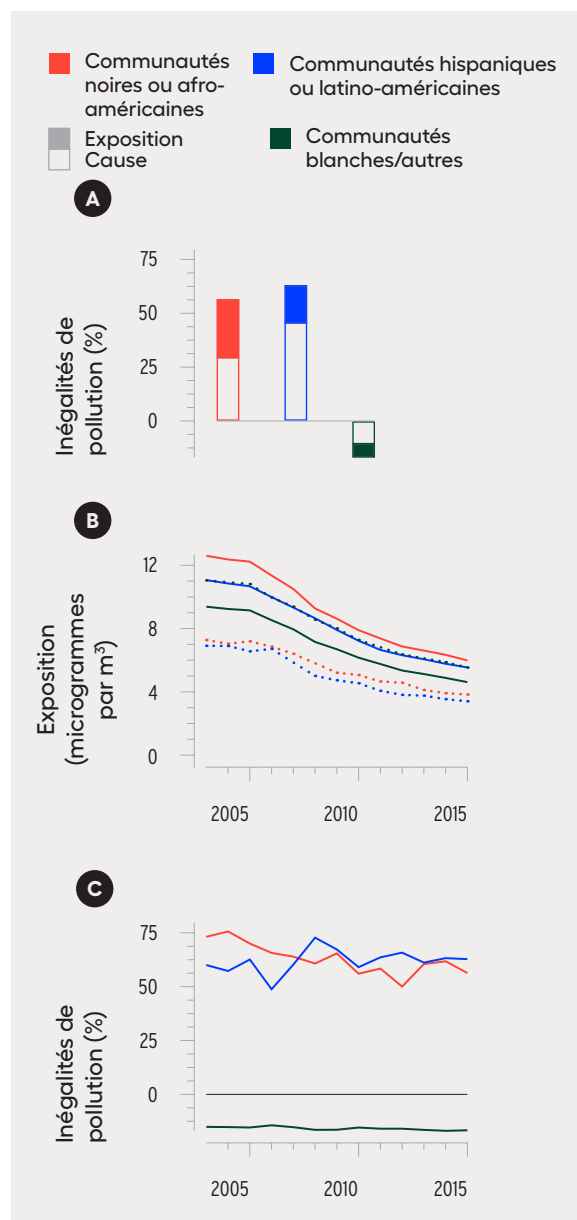 Communautés
noires ou afro-
américaines
Communautés hispaniques
ou latino-américaines
Exposition
Cause
Communautés
blanches/autres
A
Inégalités de
pollution (%)
75
50
25
0
B
Exposition
(microgrammes
par m³)
12
8
4
0
2005
2010
2015
C
Inégalités de
pollution (%)
75
50
25
0
2005
2010
2015